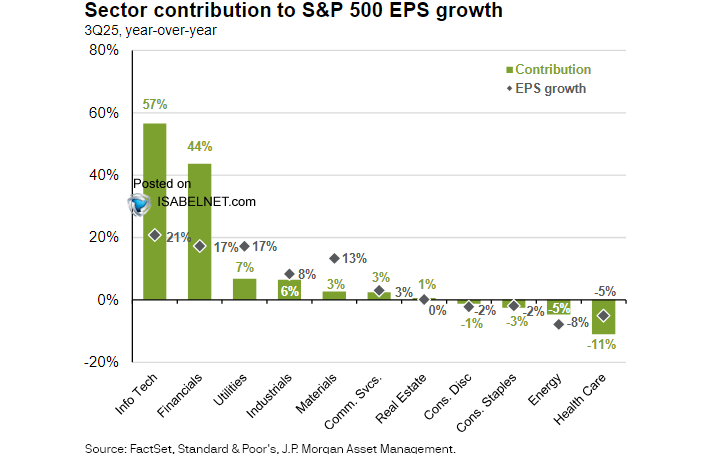 Sector contribution to S&P 500 EPS growth
3Q25, year-over-year
80%
60%
40%
20%
0%
-20%
Contribution
EPS growth
57%
44%
7%
6%
3%
3%
1%
-1%
-3%
-5%
-11%
21%
17%
17%
8%
13%
3%
0%
-2%
-2%
-8%
-5%
Posted on
ISABELNET.com
Info Tech
Financials
Utilities
Industrials
Materials
Comm. Svcs.
Real Estate
Cons. Disc
Cons. Staples
Energy
Health Care
Source: FactSet, Standard & Poor's, J.P. Morgan Asset Management.